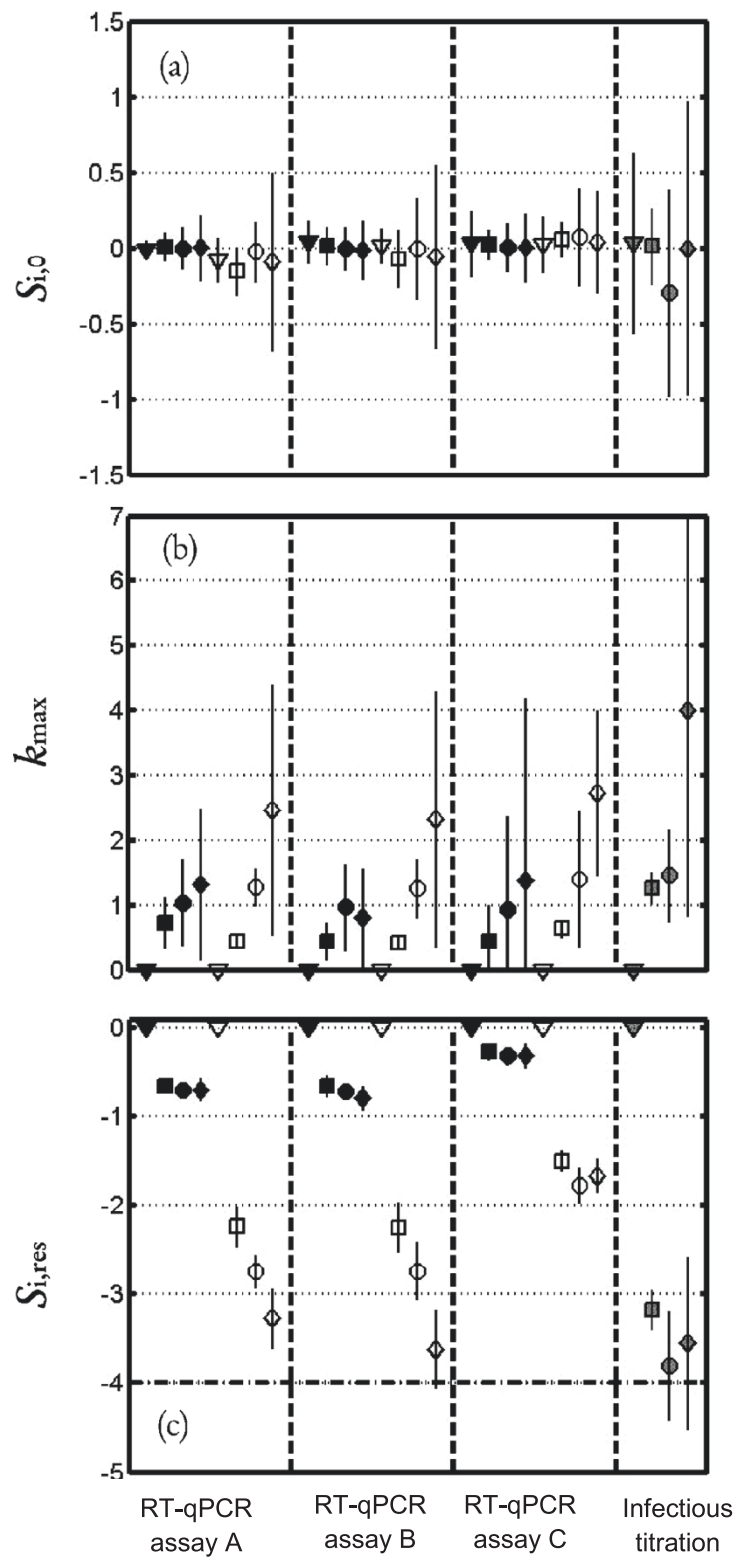 (a)
1.5
1
0.5
0
-0.5
-1
-1.5
Si,0
(b)
7
6
5
4
3
2
1
0
kmax
0
-1
-2
-3
-4
-5
Si,res
(c)
RT-qPCR
assay A
RT-qPCR
assay B
RT-qPCR
assay C
Infectious
titration